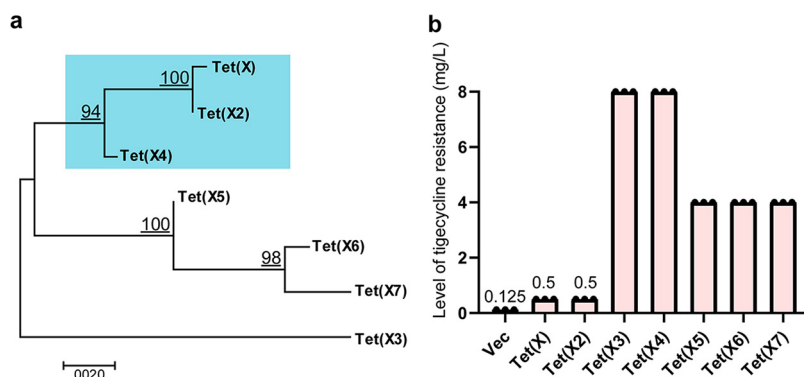 a
Tet(X)
100
Tet(X2)
94
Tet(X4)
Tet(X5)
100
Tet(X6)
98
Tet(X7)
Tet(X3)
0020
b
Level of tigecycline resistance (mg/L)
8
6
4
2
0
0.125
0.5
0.5
Vec
Tet(X)
Tet(X2)
Tet(X3)
Tet(X4)
Tet(X5)
Tet(X6)
Tet(X7)